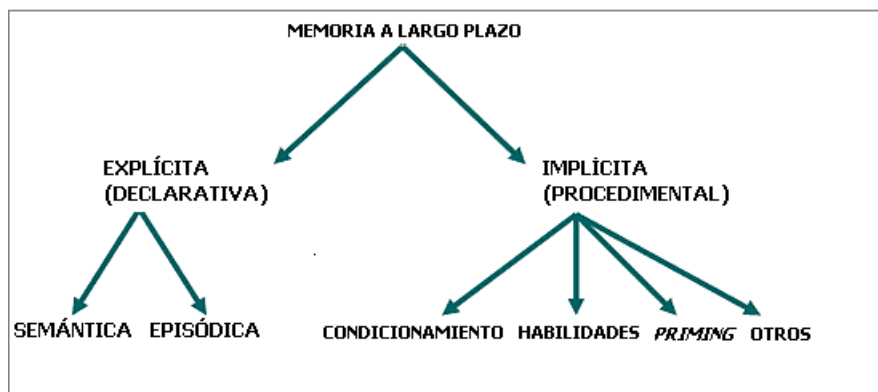 MEMORIA A LARGO PLAZO
EXPLÍCITA
(DECLARATIVA)
IMPLÍCITA
(PROCEDIMENTAL)
SEMÁNTICA EPISÓDICA CONDICIONAMIENTO HABILIDADES PRIMING OTROS